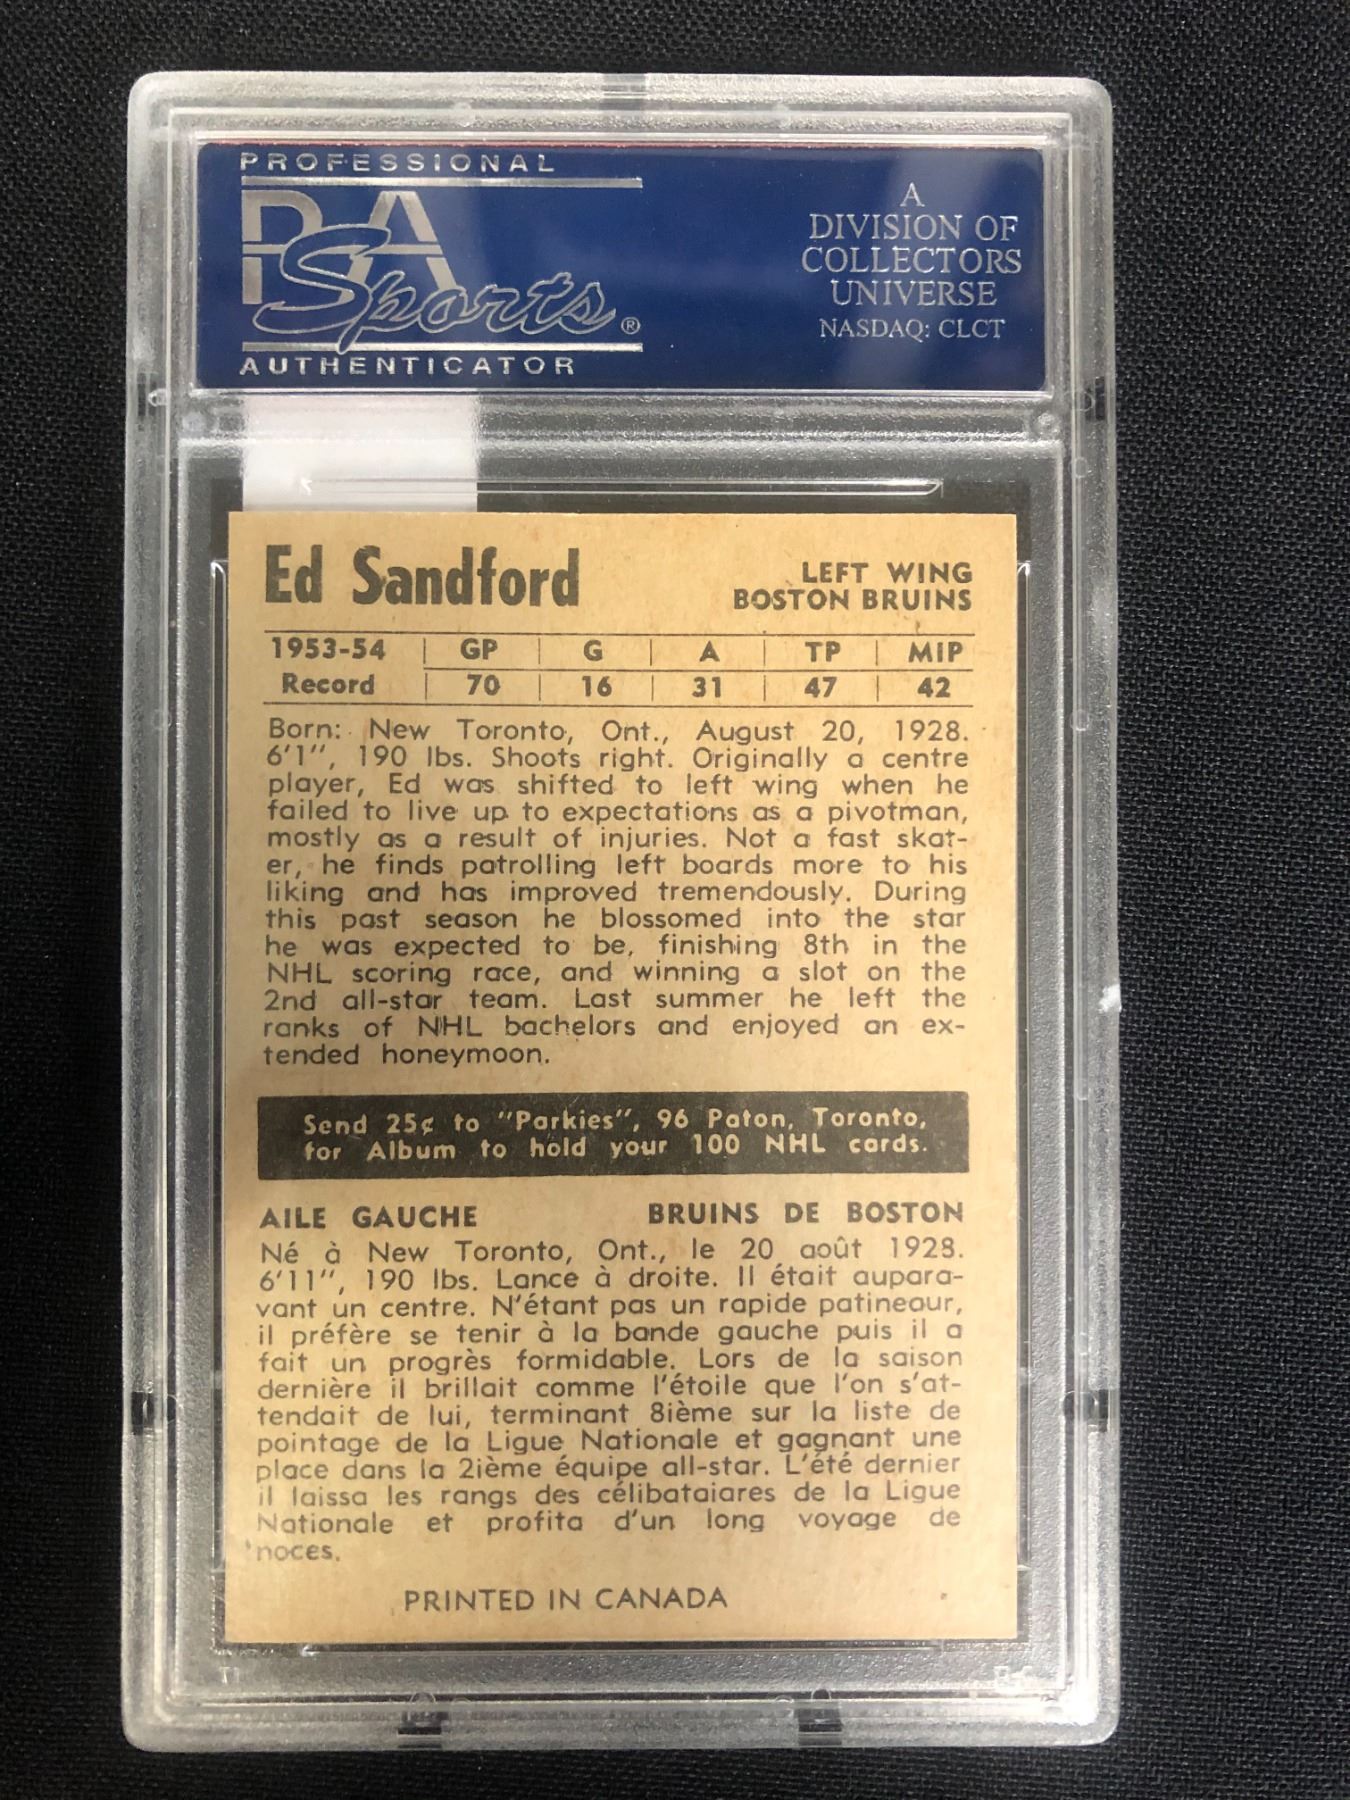 PROFESSIONAL
PSA
Sports®
AUTHENTICATOR
A
DIVISION OF
COLLECTORS
UNIVERSE
NASDAQ: CLCT
Ed Sandford
LEFT WING
BOSTON BRUINS
1953-54 | GP | G | A | TP | MIP
Record | 70 | 16 | 31 | 47 | 42
Born: New Toronto, Ont., August 20, 1928.
6'1", 190 lbs. Shoots right. Originally a centre
player, Ed was shifted to left wing when he
failed to live up to expectations as a pivotman,
mostly as a result of injuries. Not a fast skat-
er, he finds patrolling left boards more to his
liking and has improved tremendously. During
this past season he blossomed into the star
he was expected to be, finishing 8th in the
NHL scoring race, and winning a slot on the
2nd all-star team. Last summer he left the
ranks of NHL bachelors and enjoyed an ex-
tended honeymoon.
Send 25¢ to "Parkies", 96 Paton, Toronto,
for Album to hold your 100 NHL cards.
AILE GAUCHE BRUINS DE BOSTON
Né à New Toronto, Ont., le 20 août 1928.
6'11", 190 lbs. Lance à droite. Il était aupara-
vant un centre. N'étant pas un rapide patineour,
il préfère se tenir à la bande gauche puis il a
fait un progrès formidable. Lors de la saison
dernière il brillait comme l'étoile que l'on s'at-
tendait de lui, terminant 8ième sur la liste de
pointage de la Ligue Nationale et gagnant une
place dans la 2ième équipe all-star. L'été dernier
il laissa les rangs des célibataiares de la Ligue
Nationale et profita d'un long voyage de
noces.
PRINTED IN CANADA